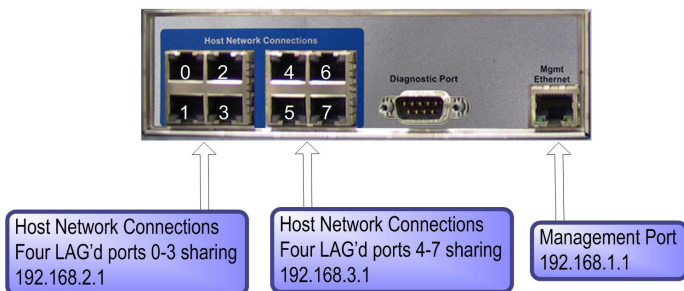 Host Network Connections
0 2 4 6
1 3 5 7
Diagnostic Port
Mgmt
Ethernet
Host Network Connections
Four LAG'd ports 0-3 sharing
192.168.2.1
Host Network Connections
Four LAG'd ports 4-7 sharing
192.168.3.1
Management Port
192.168.1.1